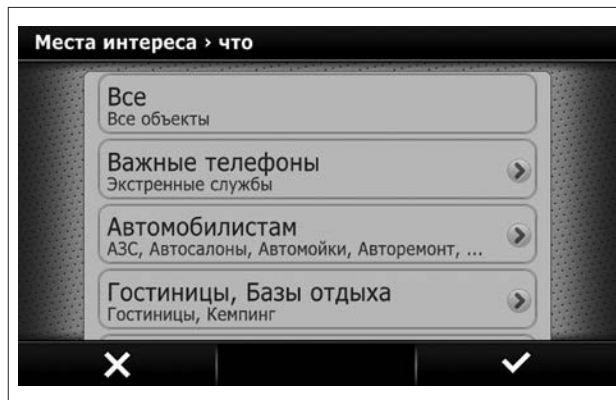 Места интереса › что
Все
Все объекты
Важные телефоны
Экстренные службы
Автомобилистам
АЗС, Автосалоны, Автомойки, Авторемонт, ...
Гостиницы, Базы отдыха
Гостиницы, Кемпинг